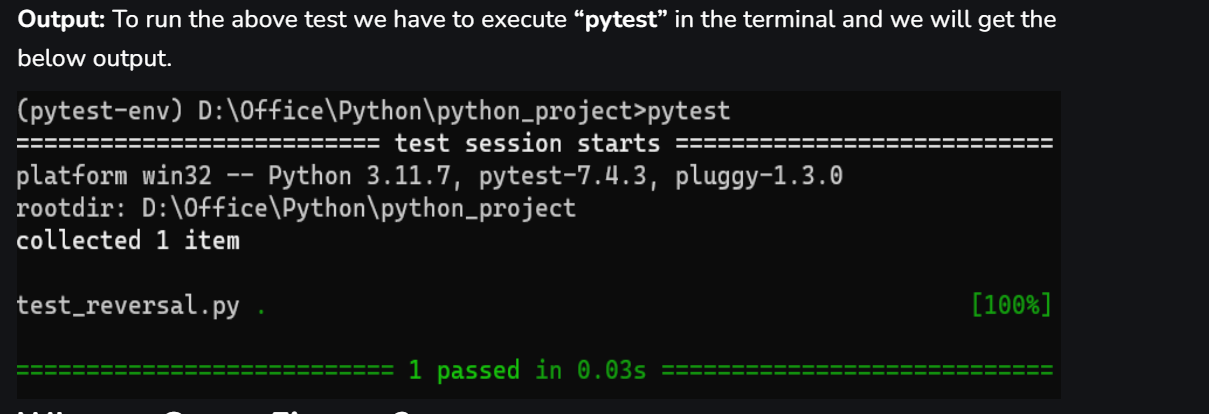 Output: To run the above test we have to execute “pytest” in the terminal and we will get the
below output.
(pytest-env) D:\Office\Python\python_project>pytest
========================== test session starts ===========================
platform win32 -- Python 3.11.7, pytest-7.4.3, pluggy-1.3.0
rootdir: D:\Office\Python\python_project
collected 1 item
test_reversal.py . [100%]
=========================== 1 passed in 0.03s ============================